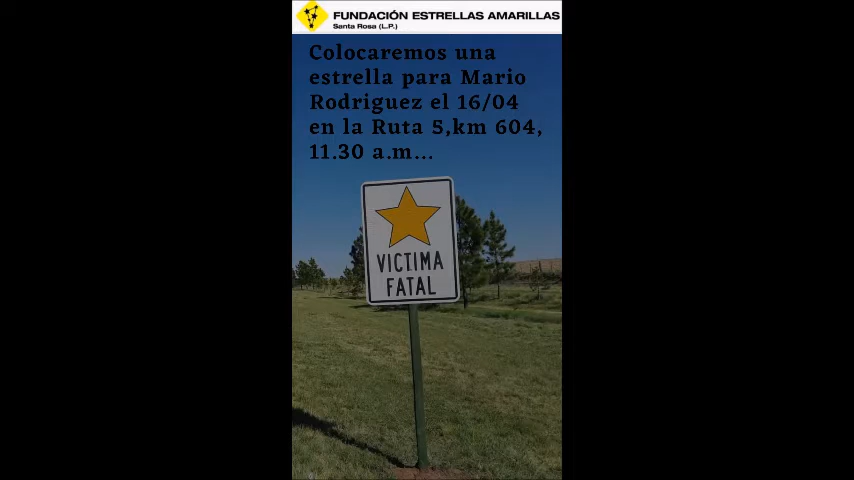 FUNDACIÓN ESTRELLAS AMARILLAS
Santa Rosa (L.P.)
Colocaremos una
estrella para Mario
Rodriguez el 16/04
en la Ruta 5,km 604,
11.30 a.m...
VICTIMA
FATAL